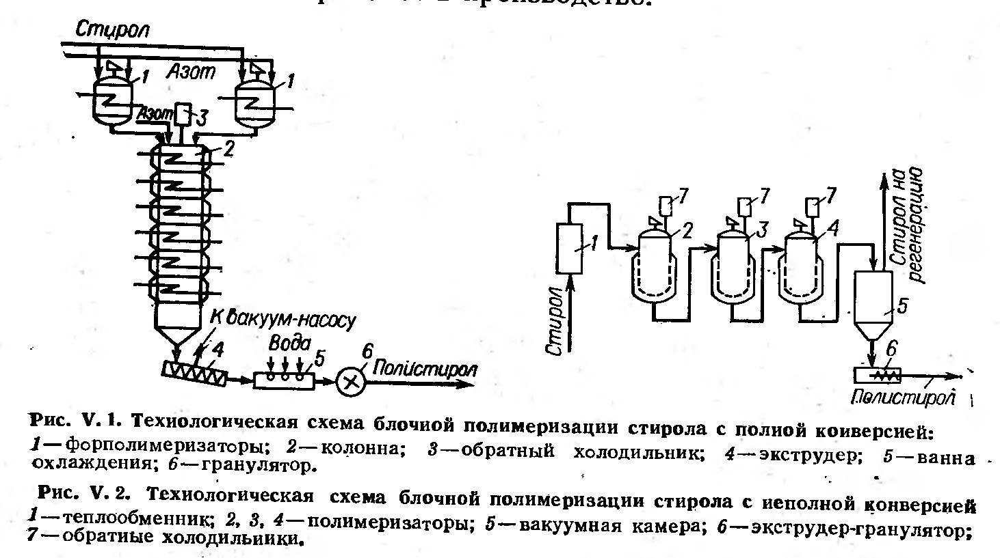 производстве.
Стирол
Азот
1
1
Азот
3
2
К вакуум-насосу
Вода
4
5
6
Полистирол
Стирол
1
7
2
7
3
7
4
Стирол на
регенерацию
5
6
Полистирол
Рис. V. 1. Технологическая схема блочной полимеризации стирола с полной конверсией:
1—форполимеризаторы; 2—колонна; 3—обратный холодильник; 4—экструдер; 5—ванна
охлаждения; 6—гранулятор.
Рис. V. 2. Технологическая схема блочной полимеризации стирола с неполной конверсией
1—теплообменник; 2, 3, 4—полимеризаторы; 5—вакуумная камера; 6—экструдер-гранулятор;
7—обратные холодильники.